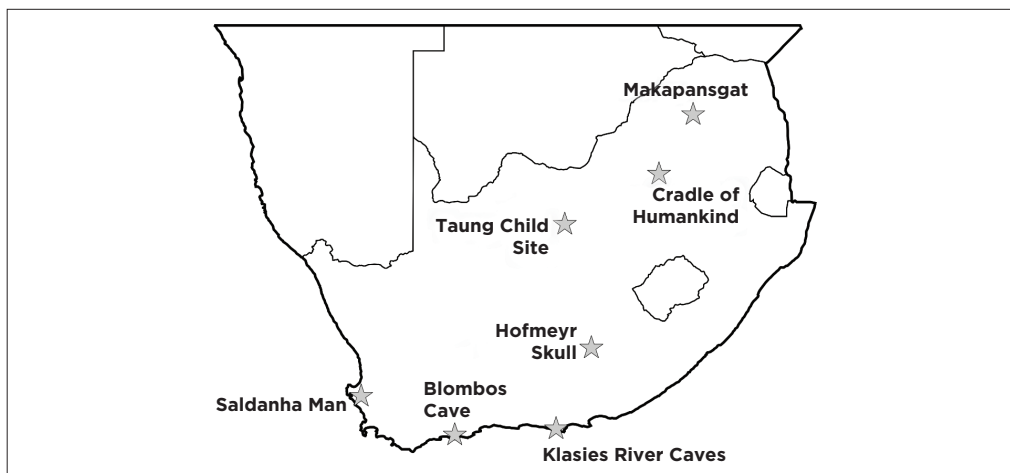 Makapansgat
Cradle of
Humankind
Taung Child
Site
Hofmeyr
Skull
Saldanha Man
Blombos
Cave
Klasies River Caves